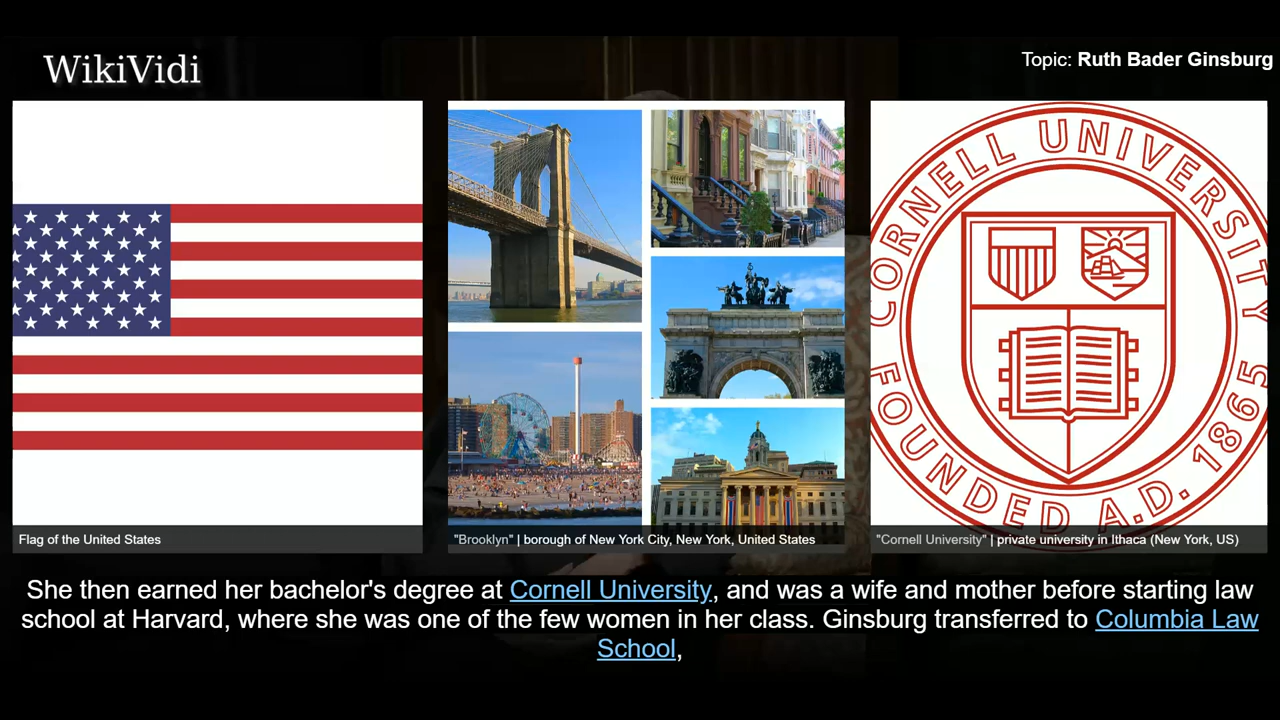 WikiVidi
Topic: Ruth Bader Ginsburg
CORNELL UNIVERSITY
FOUNDED A.D. 1865
Flag of the United States
"Brooklyn" | borough of New York City, New York, United States
"Cornell University" | private university in Ithaca (New York, US)
She then earned her bachelor's degree at Cornell University, and was a wife and mother before starting law
school at Harvard, where she was one of the few women in her class. Ginsburg transferred to Columbia Law
School,